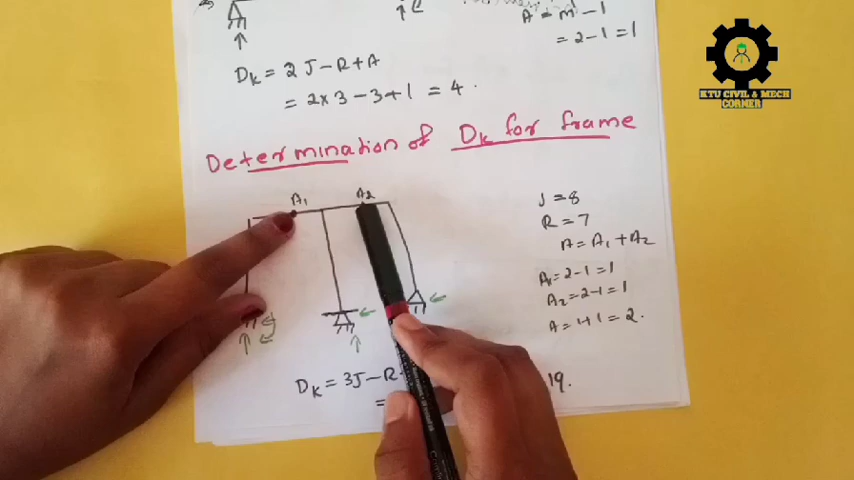 A = m - 1
= 2 - 1 = 1
KTU CIVIL & MECH
CORNER
DK = 2J - R + A
= 2x3 - 3 + 1 = 4.
Determination of DK for frame
A1 A2
J = 8
R = 7
A = A1 + A2
A1 = 2 - 1 = 1
A2 = 2 - 1 = 1
A = 1 + 1 = 2.
DK = 3J - R
= 19.